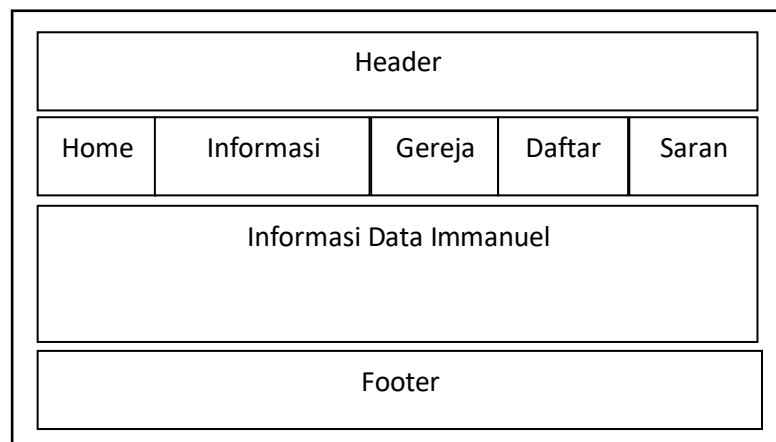 Header
Home Informasi Gereja Daftar Saran
Informasi Data Immanuel
Footer